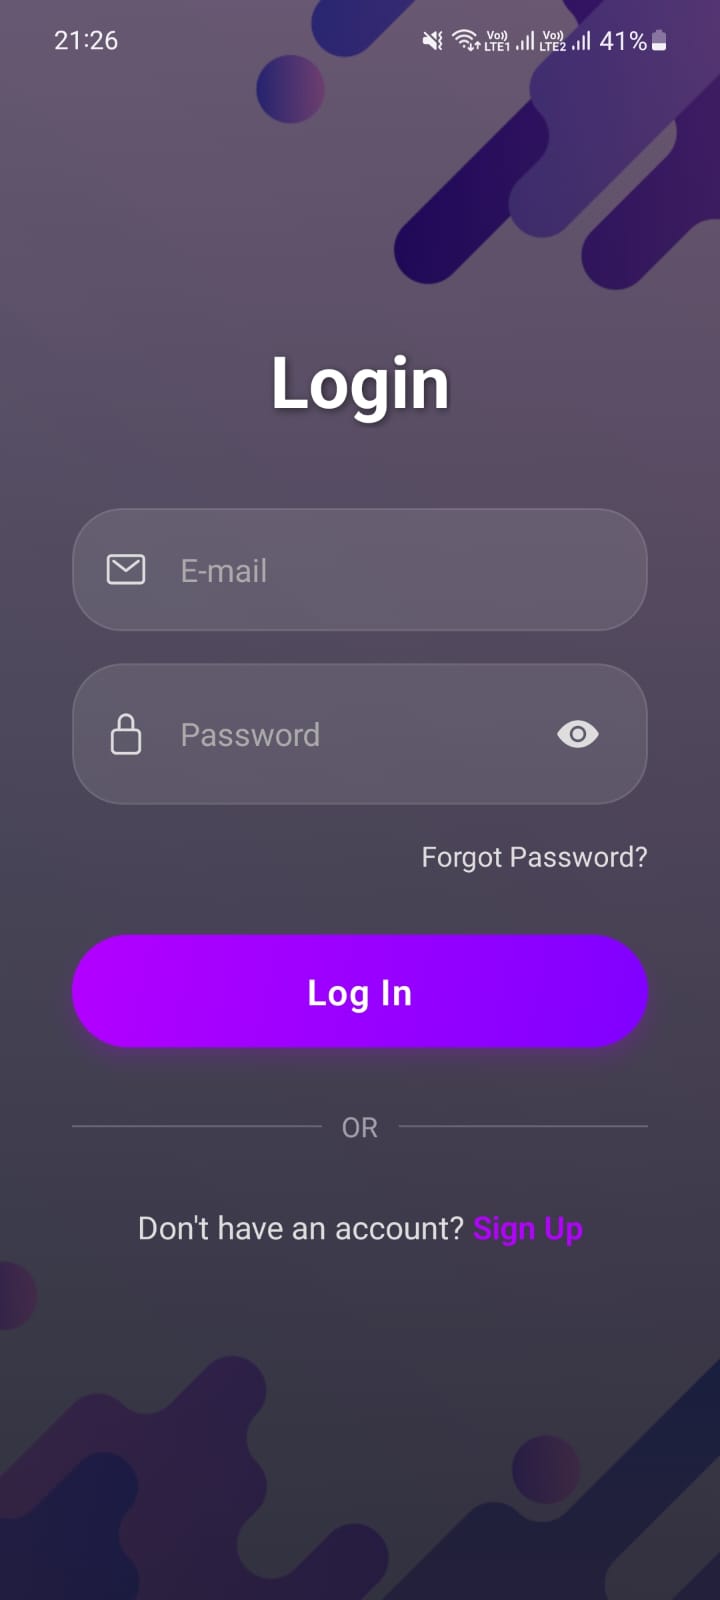 21:26 Vo)) LTE1 Vo)) LTE2 41%
Login
E-mail
Password
Forgot Password?
Log In
OR
Don't have an account? Sign Up